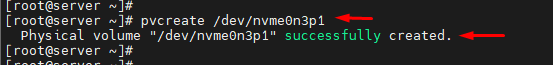 [root@server ~]#
[root@server ~]# pvcreate /dev/nvme0n3p1
  Physical volume "/dev/nvme0n3p1" successfully created.
[root@server ~]#